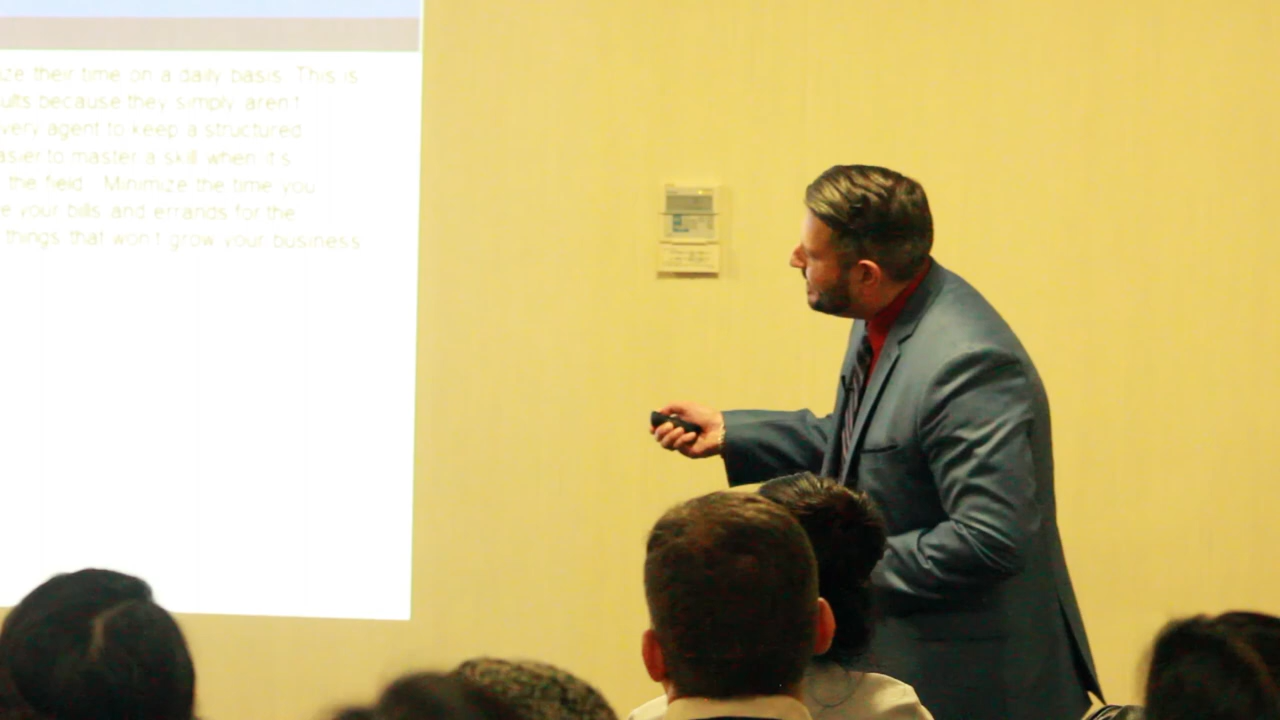 ze their time on a daily basis. This is
ults because they simply aren't
very agent to keep a structured
asier to master a skill when it's
the field. Minimize the time you
e your bills and errands for the
things that won't grow your business